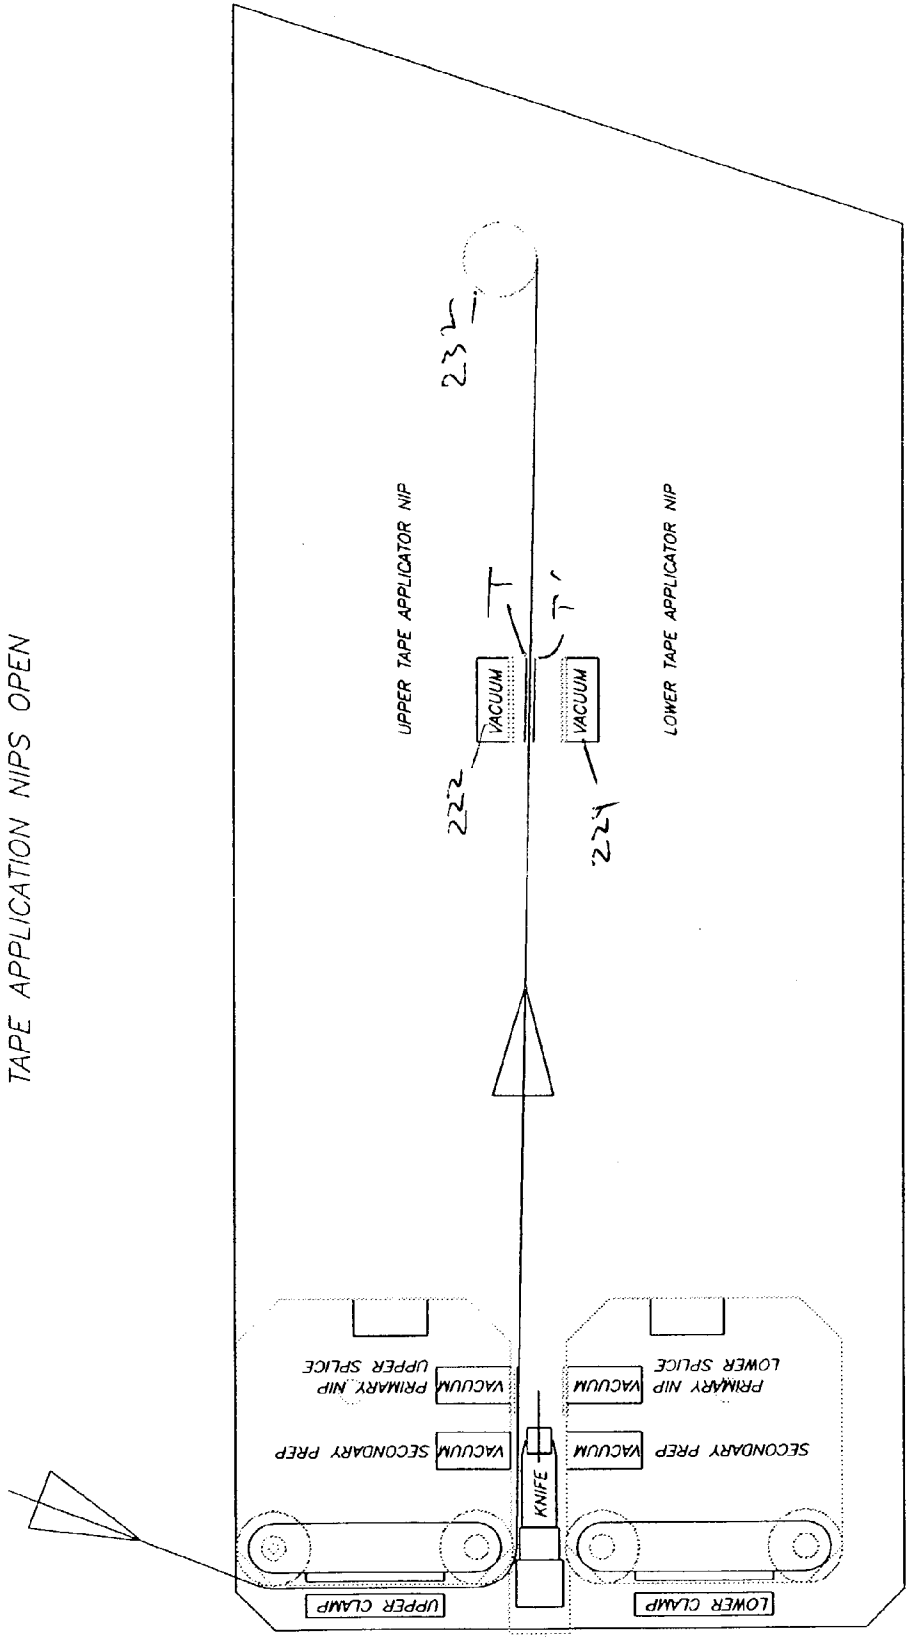 TAPE APPLICATION NIPS OPEN
232
UPPER TAPE APPLICATOR NIP
LOWER TAPE APPLICATOR NIP
T
T'
VACUUM
VACUUM
222
224
UPPER SPLICE
PRIMARY NIP
VACUUM
SECONDARY PREP
VACUUM
LOWER SPLICE
PRIMARY NIP
VACUUM
SECONDARY PREP
VACUUM
KNIFE
UPPER CLAMP
LOWER CLAMP